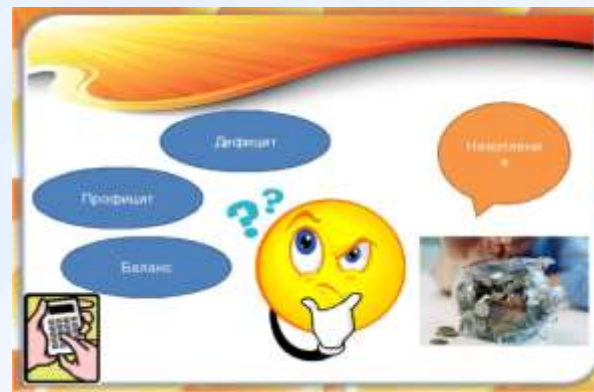 Дефицит
Профицит
Баланс
Накоплени
я
??